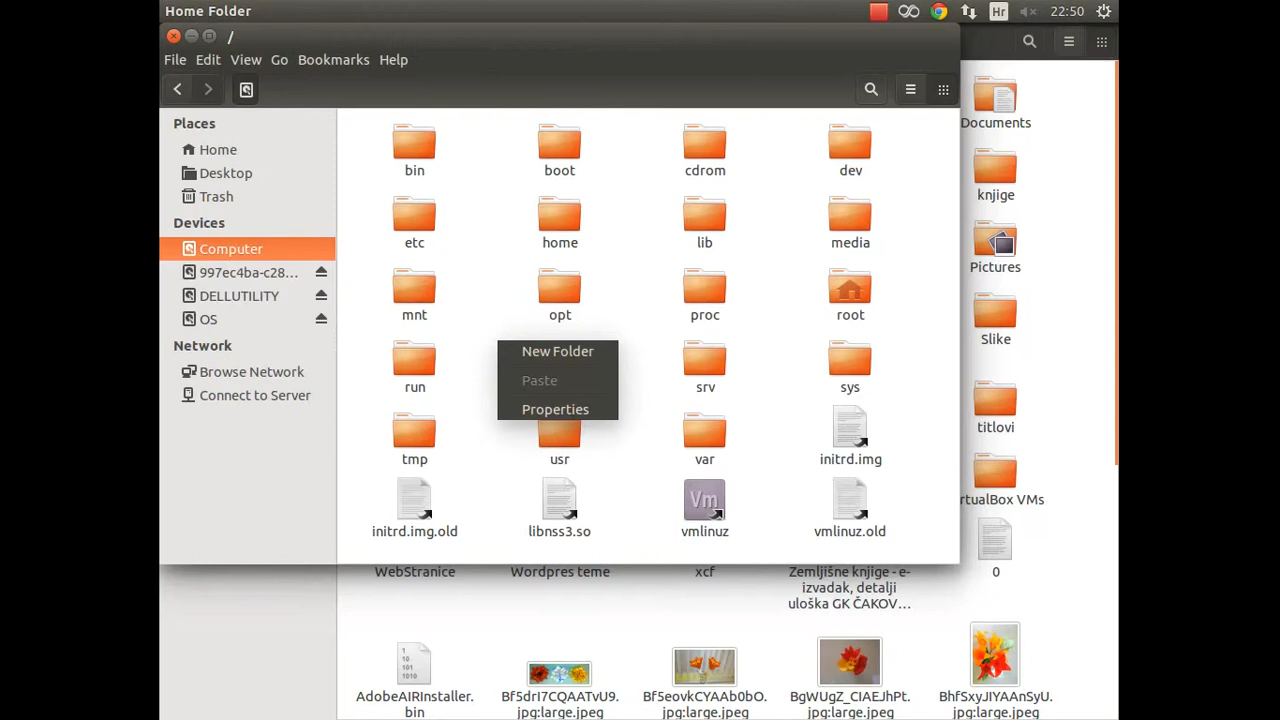 Home Folder
Hr
22:50
/
File Edit View Go Bookmarks Help
Places
Home
Desktop
Trash
Devices
Computer
997ec4ba-c28...
DELLUTILITY
OS
Network
Browse Network
Connect to Server
bin
boot
cdrom
dev
etc
home
lib
media
mnt
opt
proc
root
run
srv
sys
New Folder
Paste
Properties
tmp
usr
var
initrd.img
initrd.img.old
libnss3.so
Vm
vmlinuz
vmlinuz.old
Documents
knjige
Pictures
Slike
titlovi
rtualBox VMs
WebStranice
Wordpres teme
xcf
Zemljišne knjige - e-
izvadak, detalji
uloška GK ČAKOV...
0
1
10
101
1010
AdobeAIRInstaller.
bin
Bf5drI7CQAATvU9.
jpg:large.jpeg
Bf5eovkCYAAb0bO.
jpg:large.jpeg
BgWUgZ_CIAEJhPt.
jpg:large.jpeg
BhfSxyJIYAAnSyU.
jpg:large.jpeg